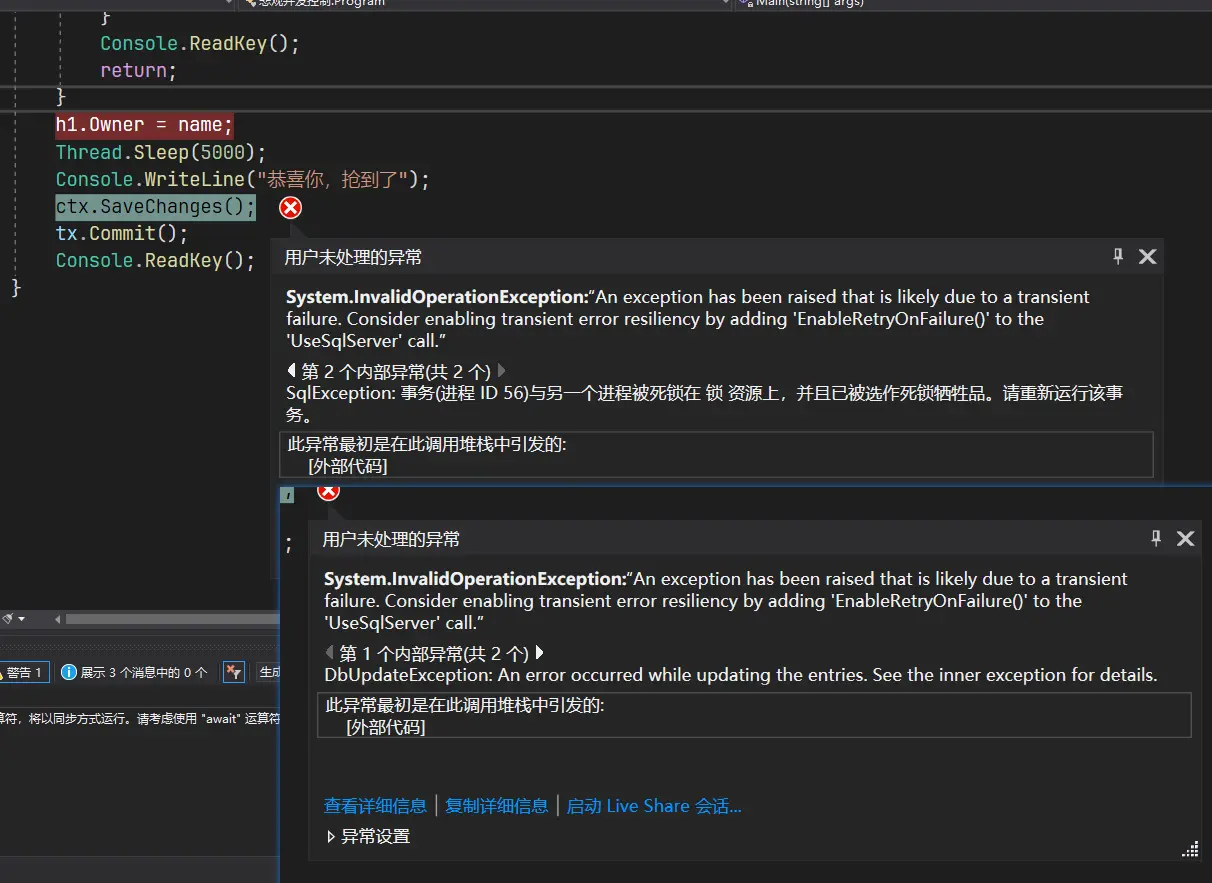 悲观并发控制.Program
Main(string[] args)
}
Console.ReadKey();
return;
}
h1.Owner = name;
Thread.Sleep(5000);
Console.WriteLine("恭喜你，抢到了");
ctx.SaveChanges();
tx.Commit();
Console.ReadKey();
}
用户未处理的异常
System.InvalidOperationException:“An exception has been raised that is likely due to a transient
failure. Consider enabling transient error resiliency by adding 'EnableRetryOnFailure()' to the
'UseSqlServer' call.”
第 2 个内部异常(共 2 个)
SqlException: 事务(进程 ID 56)与另一个进程被死锁在 锁 资源上，并且已被选作死锁牺牲品。请重新运行该事
务。
此异常最初是在此调用堆栈中引发的:
[外部代码]
;
;
用户未处理的异常
System.InvalidOperationException:“An exception has been raised that is likely due to a transient
failure. Consider enabling transient error resiliency by adding 'EnableRetryOnFailure()' to the
'UseSqlServer' call.”
第 1 个内部异常(共 2 个)
DbUpdateException: An error occurred while updating the entries. See the inner exception for details.
此异常最初是在此调用堆栈中引发的:
[外部代码]
查看详细信息 | 复制详细信息 | 启动 Live Share 会话...
异常设置
警告 1
展示 3 个消息中的 0 个
生成
算符，将以同步方式运行。请考虑使用 "await" 运算符